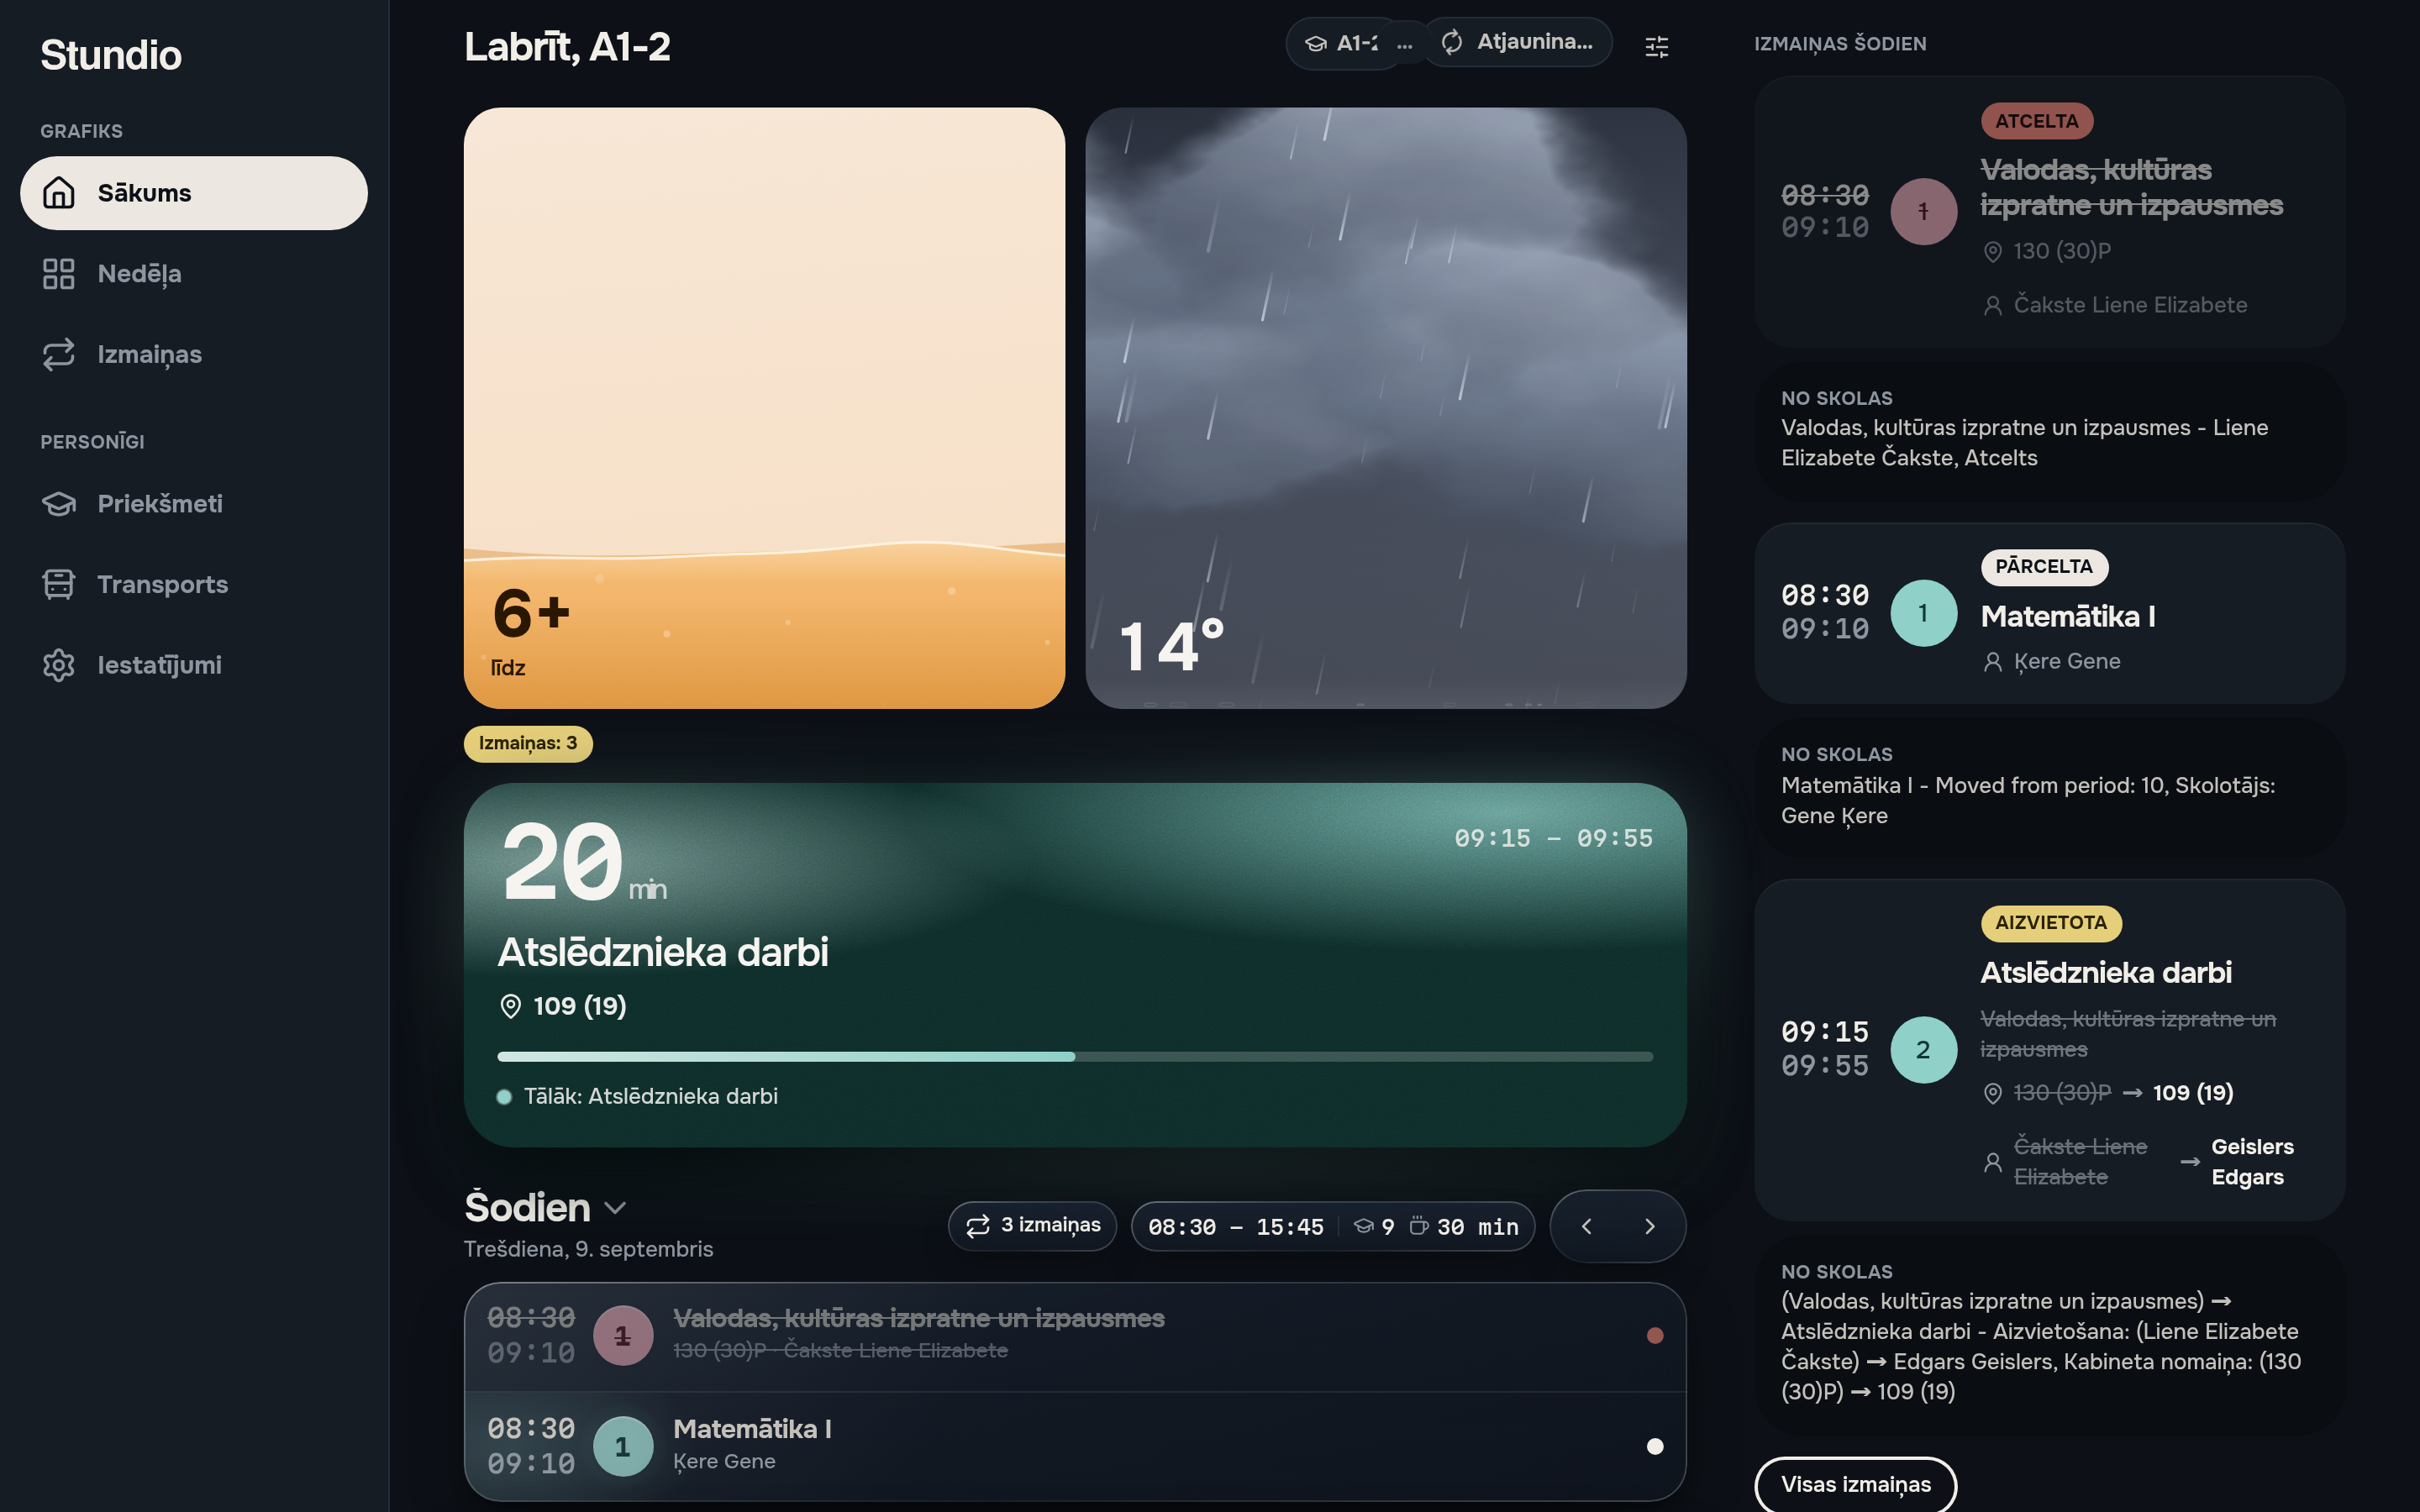 Stundio
GRAFIKS
Sākums
Nedēļa
Izmaiņas
PERSONĪGI
Priekšmeti
Transports
Iestatījumi
Labrīt, A1-2
A1-2
...
Atjaunina...
6+
līdz
14°
Izmaiņas: 3
20 min
09:15 – 09:55
Atslēdznieka darbi
109 (19)
Tālāk: Atslēdznieka darbi
Šodien
Trešdiena, 9. septembris
3 izmaiņas
08:30 – 15:45
9
30 min
08:30
09:10
1
Valodas, kultūras izpratne un izpausmes
130 (30)P · Čakste Liene Elizabete
08:30
09:10
1
Matemātika I
Ķere Gene
IZMAIŅAS ŠODIEN
ATCELTA
08:30
09:10
1
Valodas, kultūras
izpratne un izpausmes
130 (30)P
Čakste Liene Elizabete
NO SKOLAS
Valodas, kultūras izpratne un izpausmes - Liene
Elizabete Čakste, Atcelts
PĀRCELTA
08:30
09:10
1
Matemātika I
Ķere Gene
NO SKOLAS
Matemātika I - Moved from period: 10, Skolotājs:
Gene Ķere
AIZVIETOTA
09:15
09:55
2
Atslēdznieka darbi
Valodas, kultūras izpratne un
izpausmes
130 (30)P → 109 (19)
Čakste Liene
Elizabete
→
Geislers
Edgars
NO SKOLAS
(Valodas, kultūras izpratne un izpausmes) →
Atslēdznieka darbi - Aizvietošana: (Liene Elizabete
Čakste) → Edgars Geislers, Kabineta nomaiņa: (130
(30)P) → 109 (19)
Visas izmaiņas